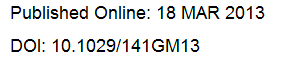 Published Online: 18 MAR 2013
DOI: 10.1029/141GM13